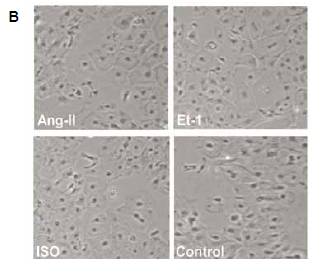 B
Ang-II
Et-1
ISO
Control